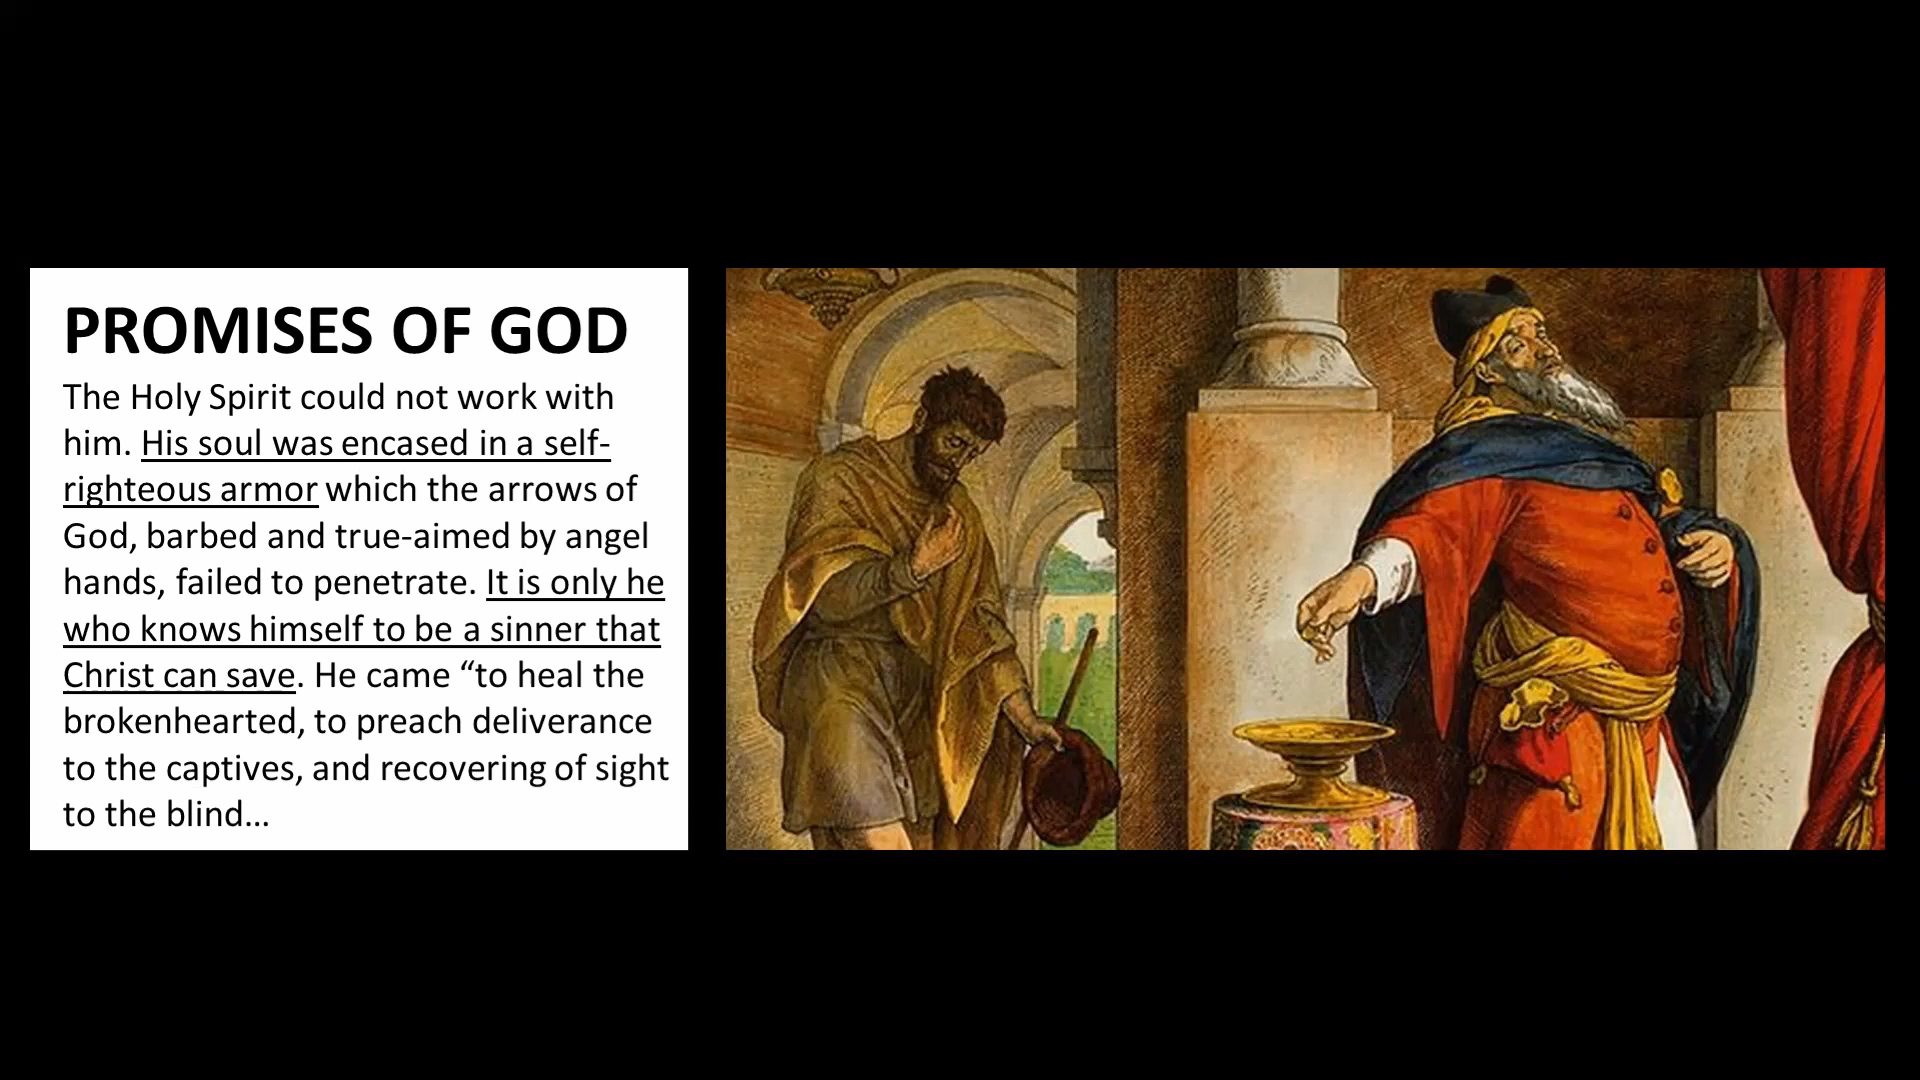 PROMISES OF GOD
The Holy Spirit could not work with
him. His soul was encased in a self-
righteous armor which the arrows of
God, barbed and true-aimed by angel
hands, failed to penetrate. It is only he
who knows himself to be a sinner that
Christ can save. He came “to heal the
brokenhearted, to preach deliverance
to the captives, and recovering of sight
to the blind…